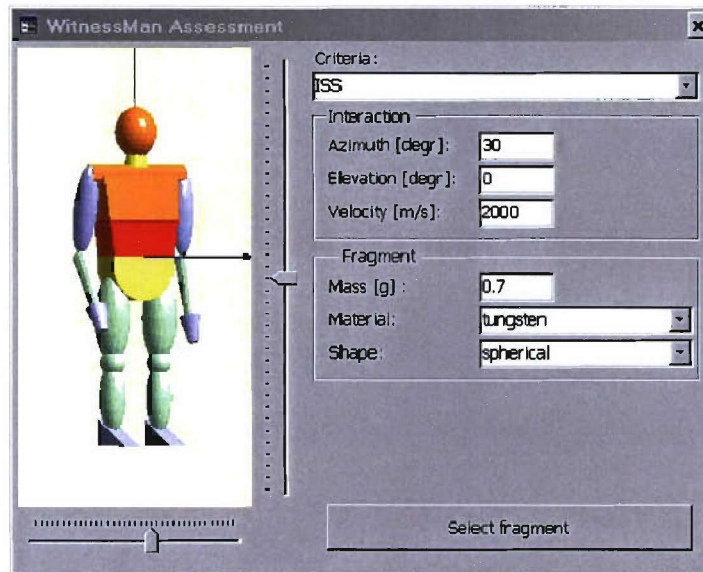 WitnessMan Assessment
Criteria:
ISS
Interaction
Azimuth [degr]: 30
Elevation [degr]: 0
Velocity [m/s]: 2000
Fragment
Mass [g] : 0.7
Material: tungsten
Shape: spherical
Select fragment